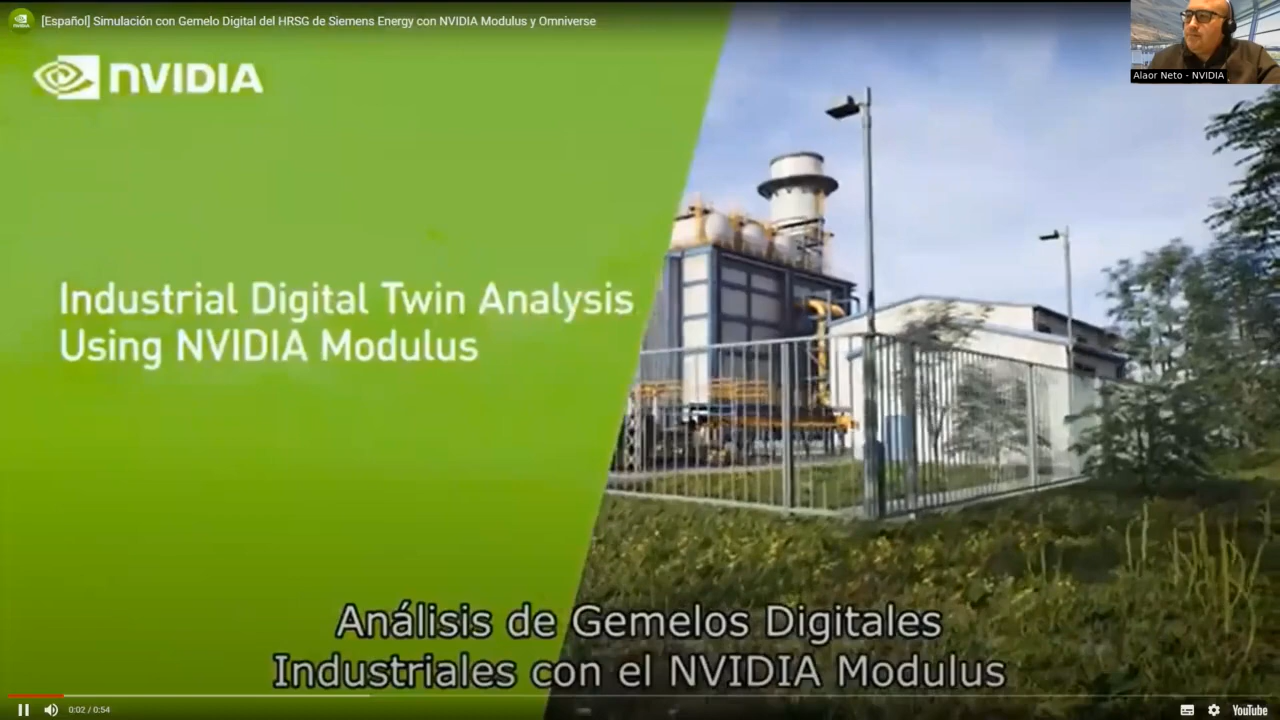 [Español] Simulación con Gemelo Digital del HRSG de Siemens Energy con NVIDIA Modulus y Omniverse
NVIDIA
Alaor Neto - NVIDIA
Industrial Digital Twin Analysis
Using NVIDIA Modulus
Análisis de Gemelos Digitales
Industriales con el NVIDIA Modulus
0:02 / 0:54
YouTube